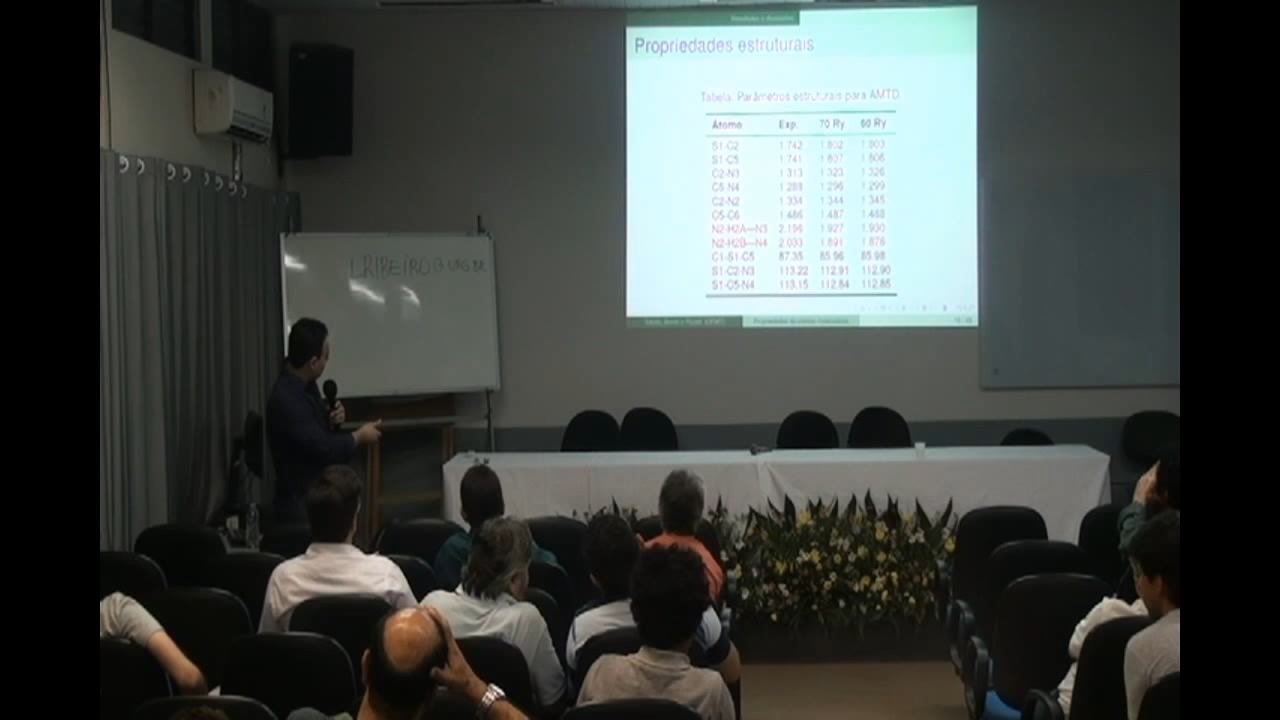 Propriedades estruturais
Tabela: Parâmetros estruturais para AMTD
Átomo Exp. 70 Ry 60 Ry
S1-C2 1.742 1.802 1.803
S1-C5 1.741 1.807 1.806
C2-N3 1.313 1.323 1.326
C5-N4 1.288 1.296 1.299
C2-N2 1.334 1.344 1.345
C5-C6 1.486 1.487 1.488
N2-H2A—N3 2.196 1.927 1.930
N2-H2B—N4 2.033 1.891 1.876
C1-S1-C5 87.35 85.96 85.98
S1-C2-N3 113.22 112.91 112.90
S1-C5-N4 113.15 112.84 112.85
LRIBEIRO@UFG.BR